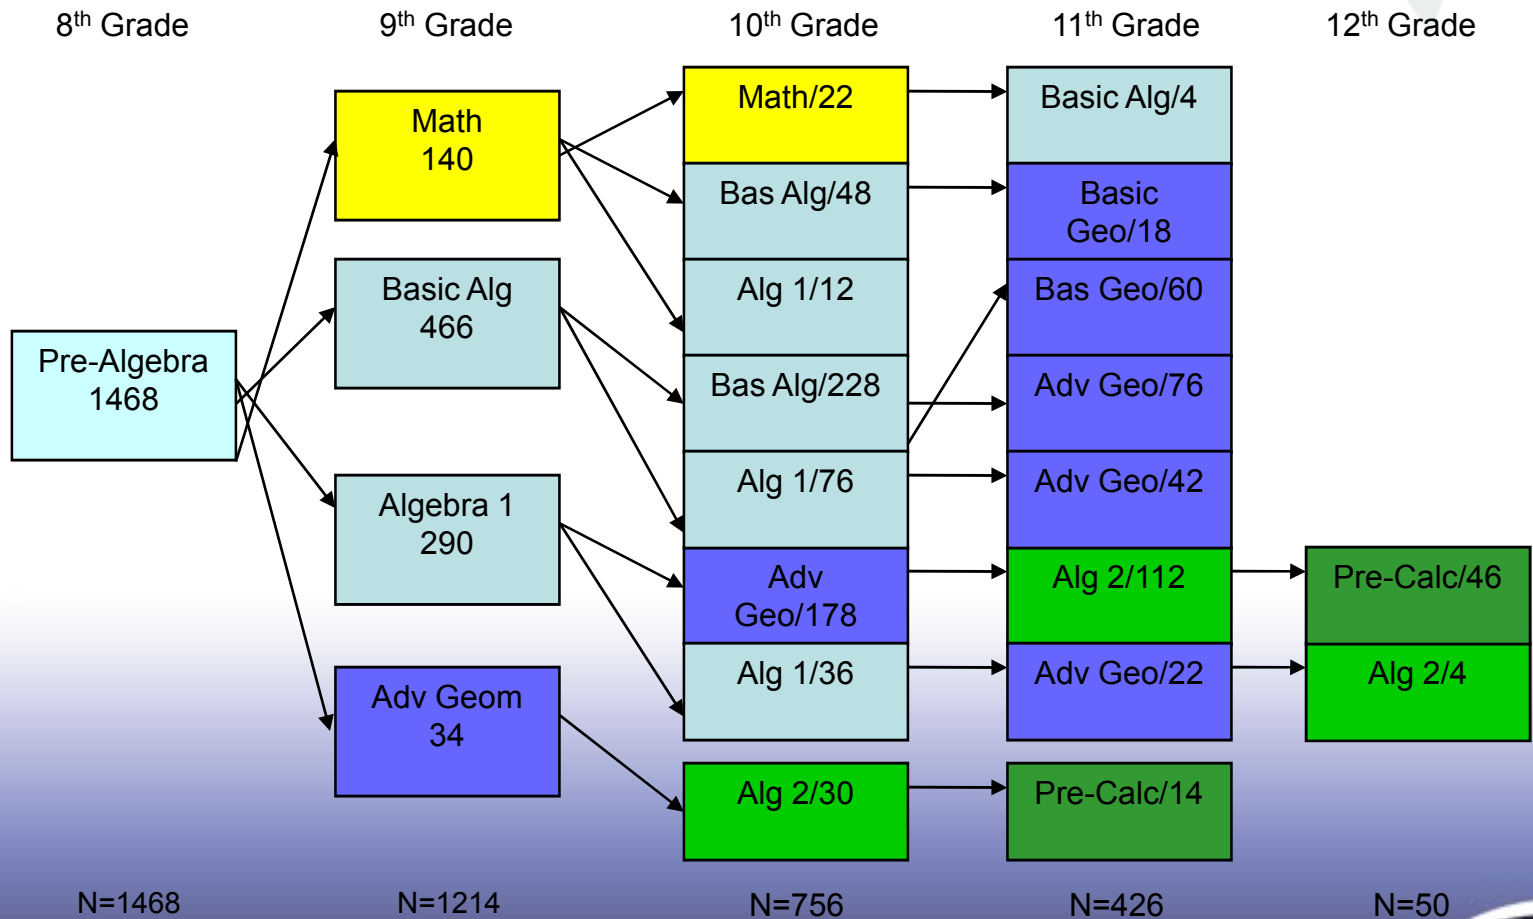 8th Grade
9th Grade
10th Grade
11th Grade
12th Grade
Pre-Algebra
1468
Math
140
Basic Alg
466
Algebra 1
290
Adv Geom
34
Math/22
Bas Alg/48
Alg 1/12
Bas Alg/228
Alg 1/76
Adv
Geo/178
Alg 1/36
Alg 2/30
Basic Alg/4
Basic
Geo/18
Bas Geo/60
Adv Geo/76
Adv Geo/42
Alg 2/112
Adv Geo/22
Pre-Calc/14
Pre-Calc/46
Alg 2/4
N=1468
N=1214
N=756
N=426
N=50